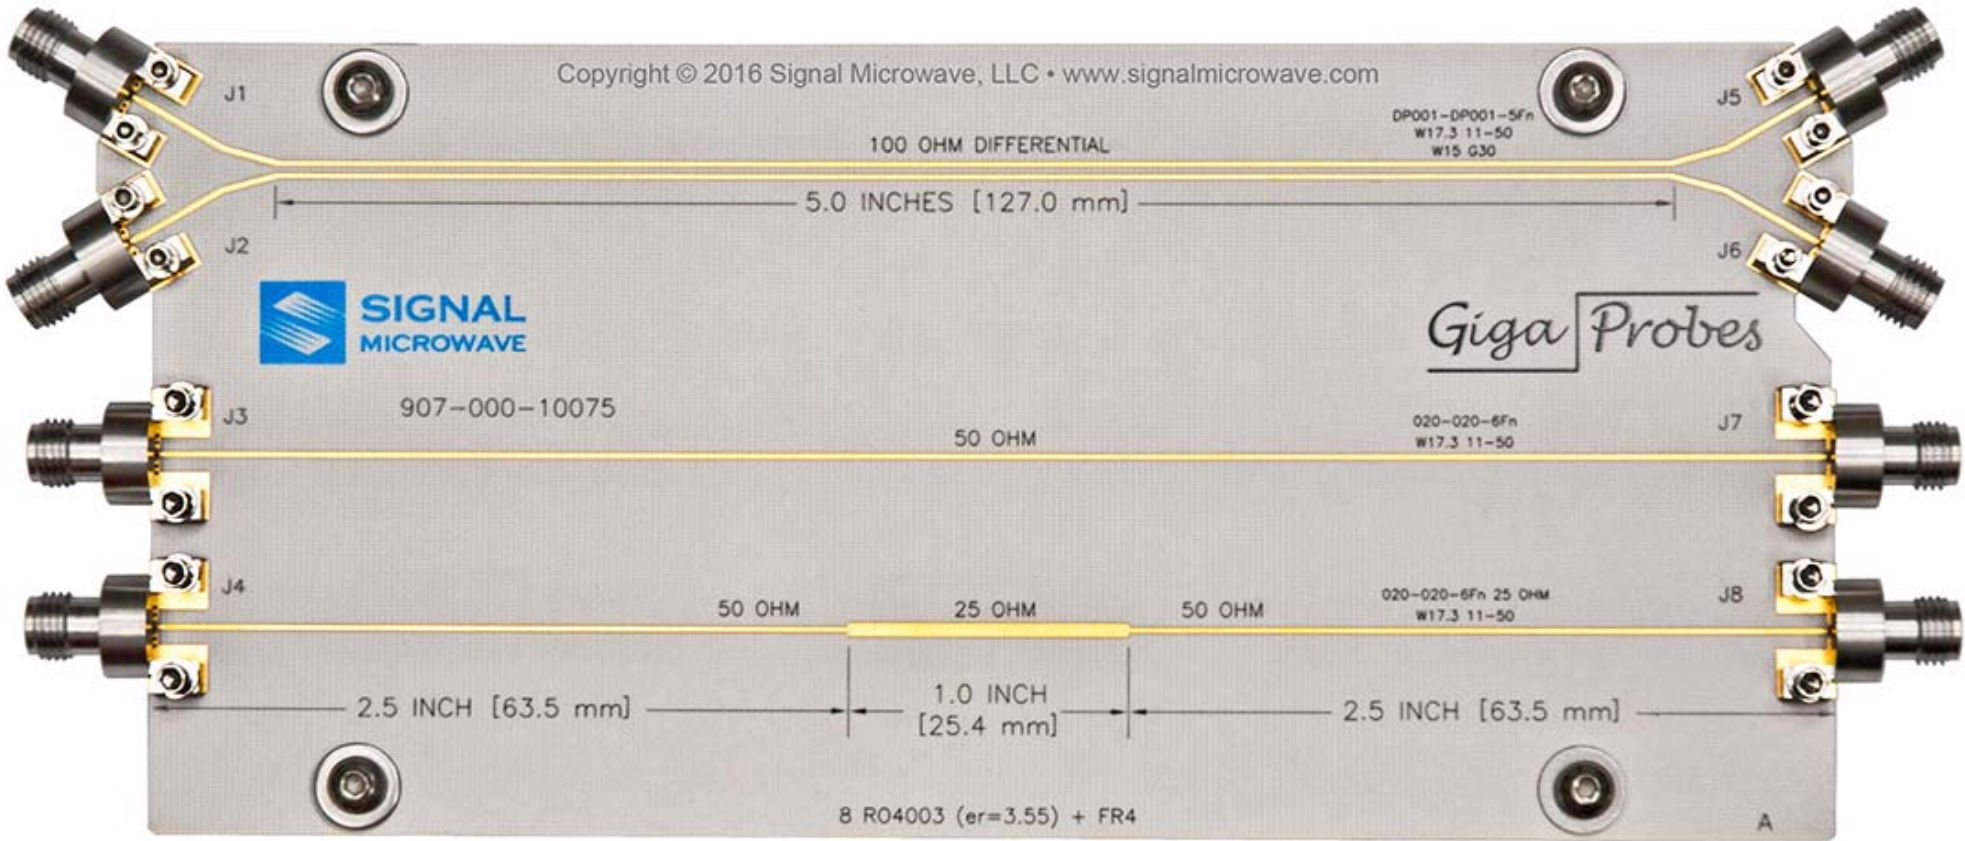 Copyright © 2016 Signal Microwave, LLC • www.signalmicrowave.com
J1
J5
DP001-DP001-5Fn
W17.3 11-50
W15 G30
100 OHM DIFFERENTIAL
5.0 INCHES [127.0 mm]
J2
J6
SIGNAL
MICROWAVE
Giga Probes
907-000-10075
J3
J7
50 OHM
020-020-6Fn
W17.3 11-50
J4
J8
50 OHM
25 OHM
50 OHM
020-020-6Fn 25 OHM
W17.3 11-50
2.5 INCH [63.5 mm]
1.0 INCH
[25.4 mm]
2.5 INCH [63.5 mm]
8 RO4003 (er=3.55) + FR4
A